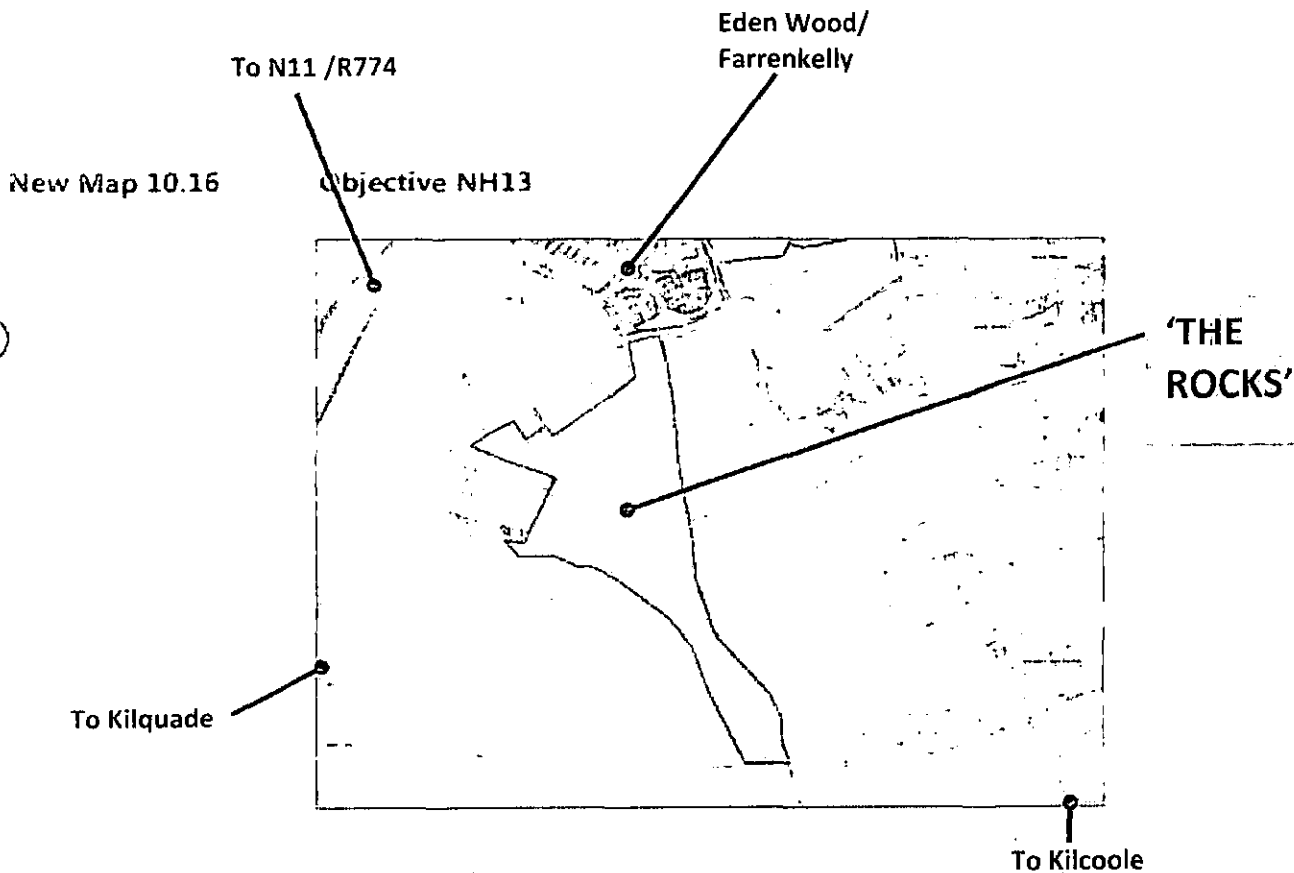 Eden Wood/
Farrenkelly
To N11 /R774
New Map 10.16 Objective NH13
‘THE
ROCKS’
To Kilquade
To Kilcoole